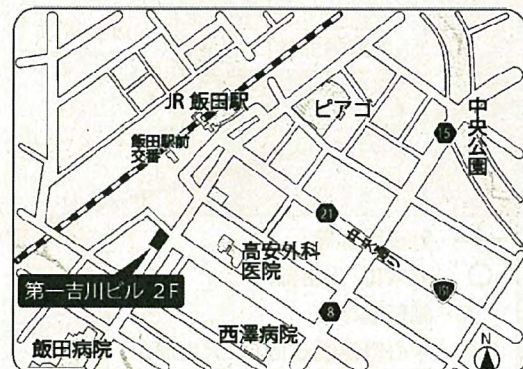 JR 飯田駅
ピアゴ
中央公園
飯田駅前
交番
15
21
高安外科
医院
151
第一吉川ビル 2F
8
西澤病院
飯田病院
N